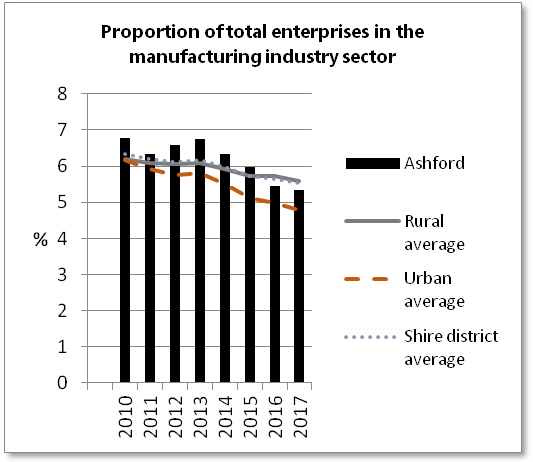 Proportion of total enterprises in the
manufacturing industry sector
8
7
6
5
4
3
2
1
0
%
2010
2011
2012
2013
2014
2015
2016
2017
Ashford
Rural
average
Urban
average
Shire district
average